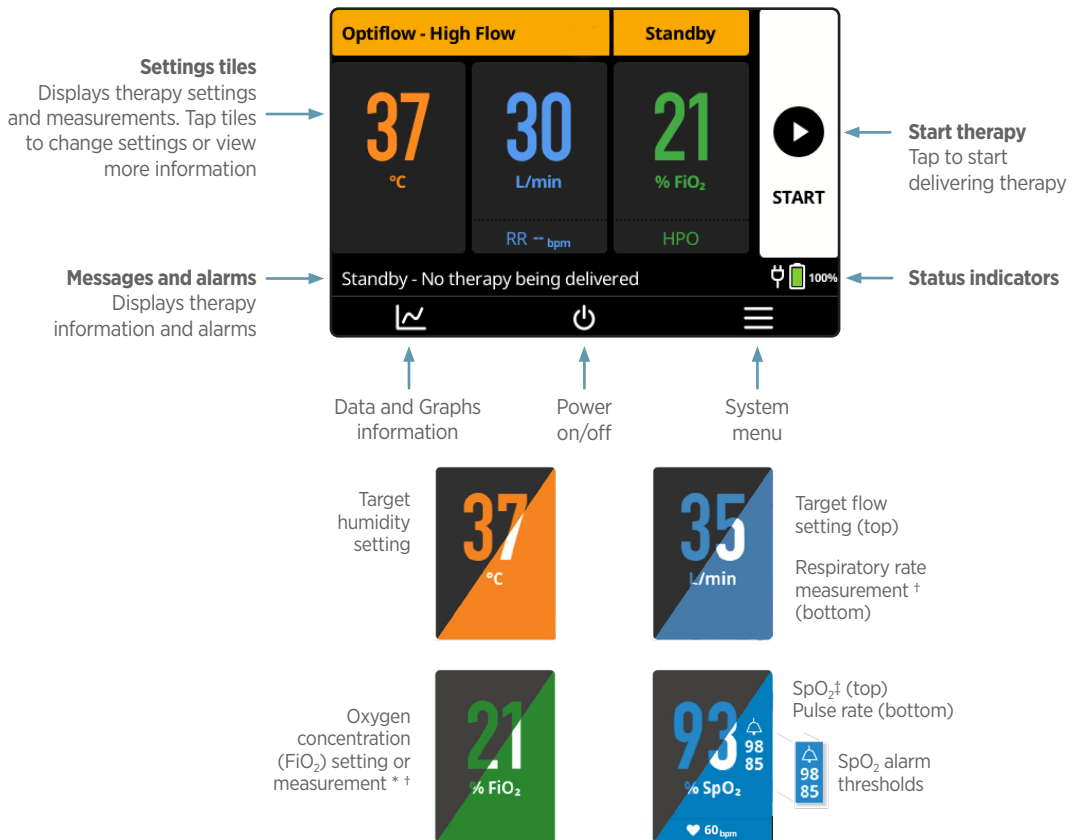 Optiflow - High Flow
Standby
Settings tiles
Displays therapy settings
and measurements. Tap tiles
to change settings or view
more information
37
°C
30
L/min
RR -- bpm
21
% FiO₂
HPO
START
Start therapy
Tap to start
delivering therapy
Messages and alarms
Displays therapy
information and alarms
Standby - No therapy being delivered
100%
Status indicators
Data and Graphs
information
Power
on/off
System
menu
Target
humidity
setting
37
°C
35
L/min
Target flow
setting (top)
Respiratory rate
measurement †
(bottom)
Oxygen
concentration
(FiO₂) setting or
measurement * †
21
% FiO₂
93
% SpO₂
98
85
60 bpm
SpO₂‡ (top)
Pulse rate (bottom)
98
85
SpO₂ alarm
thresholds